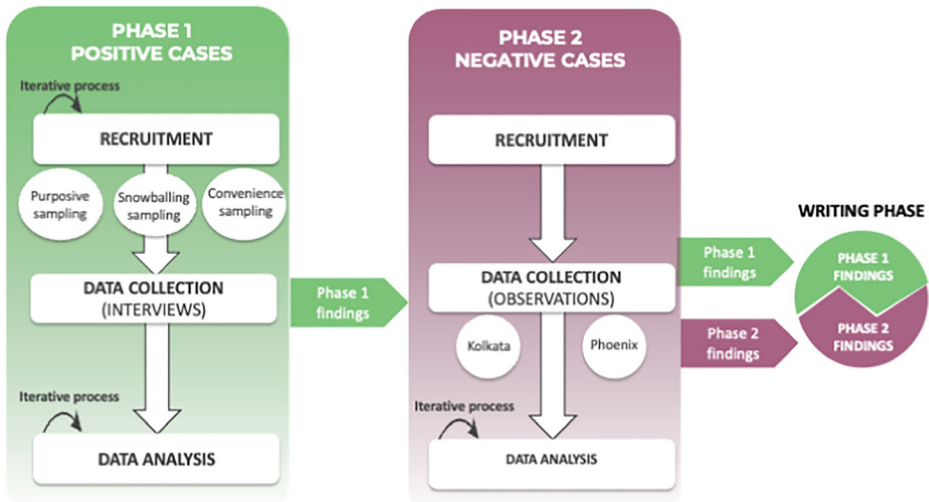 PHASE 1
POSITIVE CASES
Iterative process
RECRUITMENT
Purposive
sampling
Snowballing
sampling
Convenience
sampling
DATA COLLECTION
(INTERVIEWS)
Iterative process
DATA ANALYSIS
Phase 1
findings
PHASE 2
NEGATIVE CASES
RECRUITMENT
DATA COLLECTION
(OBSERVATIONS)
Kolkata
Phoenix
Iterative process
DATA ANALYSIS
Phase 1
findings
Phase 2
findings
WRITING PHASE
PHASE 1
FINDINGS
PHASE 2
FINDINGS